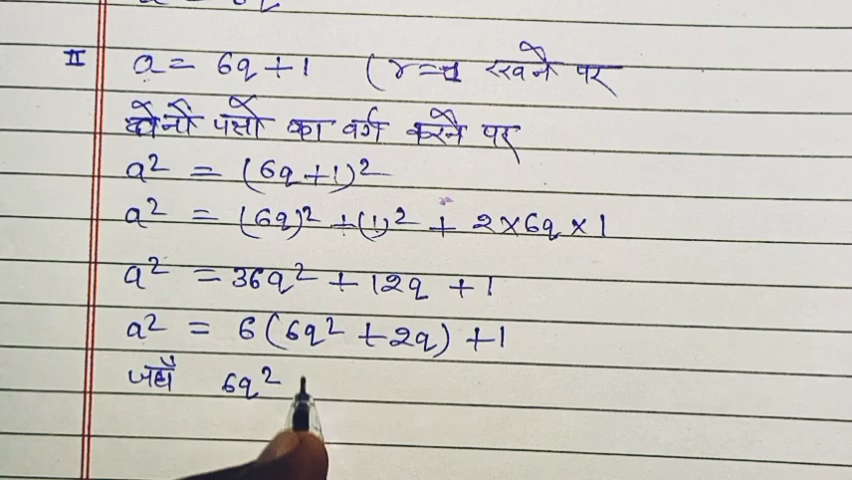 II a = 6q + 1 (r = 1 रखने पर
दोनों पक्षों का वर्ग करने पर
a² = (6q + 1)²
a² = (6q)² + (1)² + 2 × 6q × 1
a² = 36q² + 12q + 1
a² = 6(6q² + 2q) + 1
जहाँ 6q²